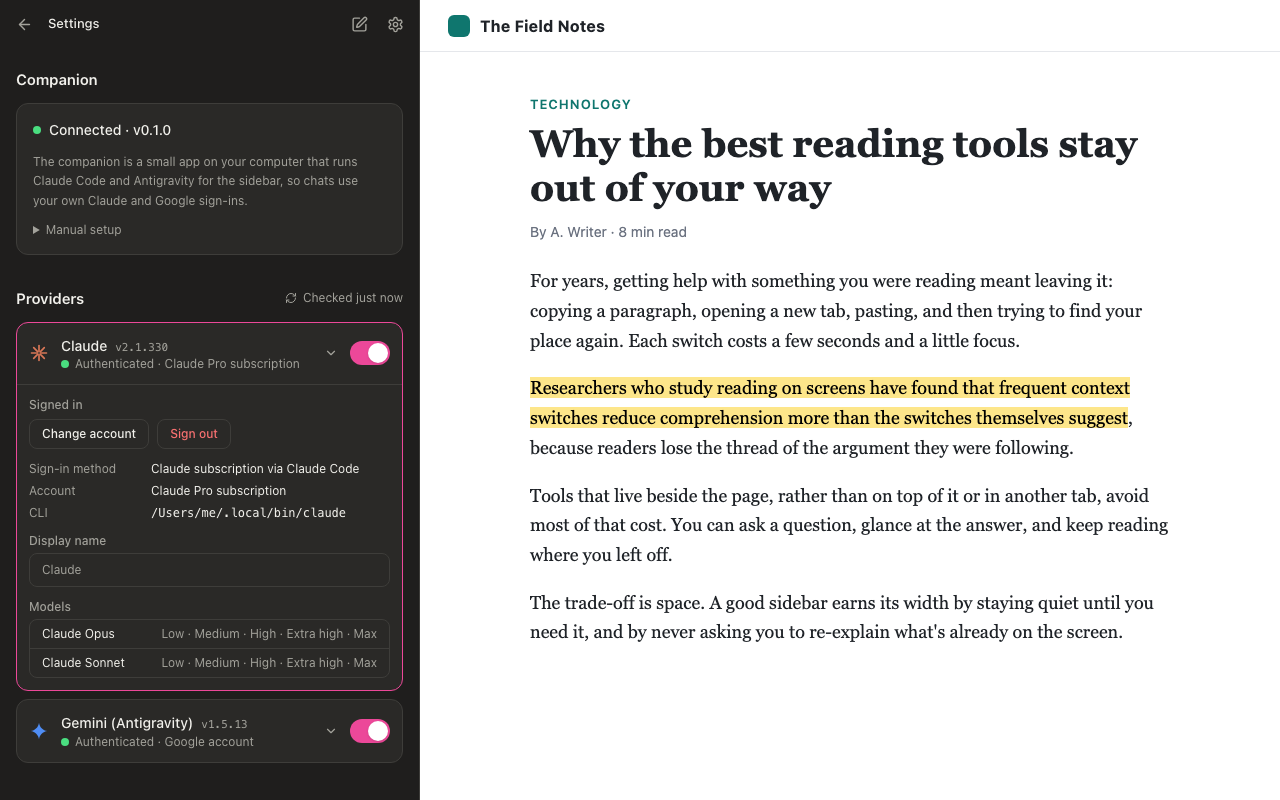 Settings
Companion
Connected · v0.1.0
The companion is a small app on your computer that runs
Claude Code and Antigravity for the sidebar, so chats use
your own Claude and Google sign-ins.
Manual setup
Providers
Checked just now
Claude v2.1.330
Authenticated · Claude Pro subscription
Signed in
Change account
Sign out
Sign-in method Claude subscription via Claude Code
Account Claude Pro subscription
CLI /Users/me/.local/bin/claude
Display name
Claude
Models
Claude Opus Low · Medium · High · Extra high · Max
Claude Sonnet Low · Medium · High · Extra high · Max
Gemini (Antigravity) v1.5.13
Authenticated · Google account
The Field Notes
TECHNOLOGY
Why the best reading tools stay
out of your way
By A. Writer · 8 min read
For years, getting help with something you were reading meant leaving it:
copying a paragraph, opening a new tab, pasting, and then trying to find your
place again. Each switch costs a few seconds and a little focus.
Researchers who study reading on screens have found that frequent context
switches reduce comprehension more than the switches themselves suggest,
because readers lose the thread of the argument they were following.
Tools that live beside the page, rather than on top of it or in another tab, avoid
most of that cost. You can ask a question, glance at the answer, and keep reading
where you left off.
The trade-off is space. A good sidebar earns its width by staying quiet until you
need it, and by never asking you to re-explain what's already on the screen.